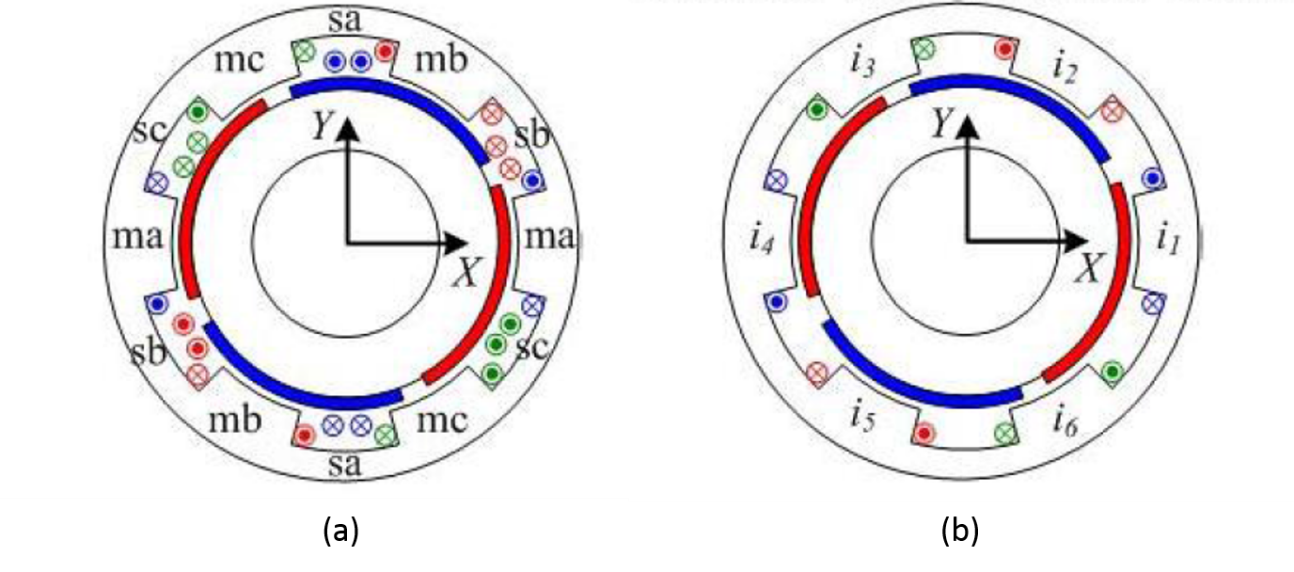 sa
mc mb
sc sb
Y
ma ma
X
sb sc
mb mc
sa
(a)
i3 i2
Y
i4 i1
X
i5 i6
(b)